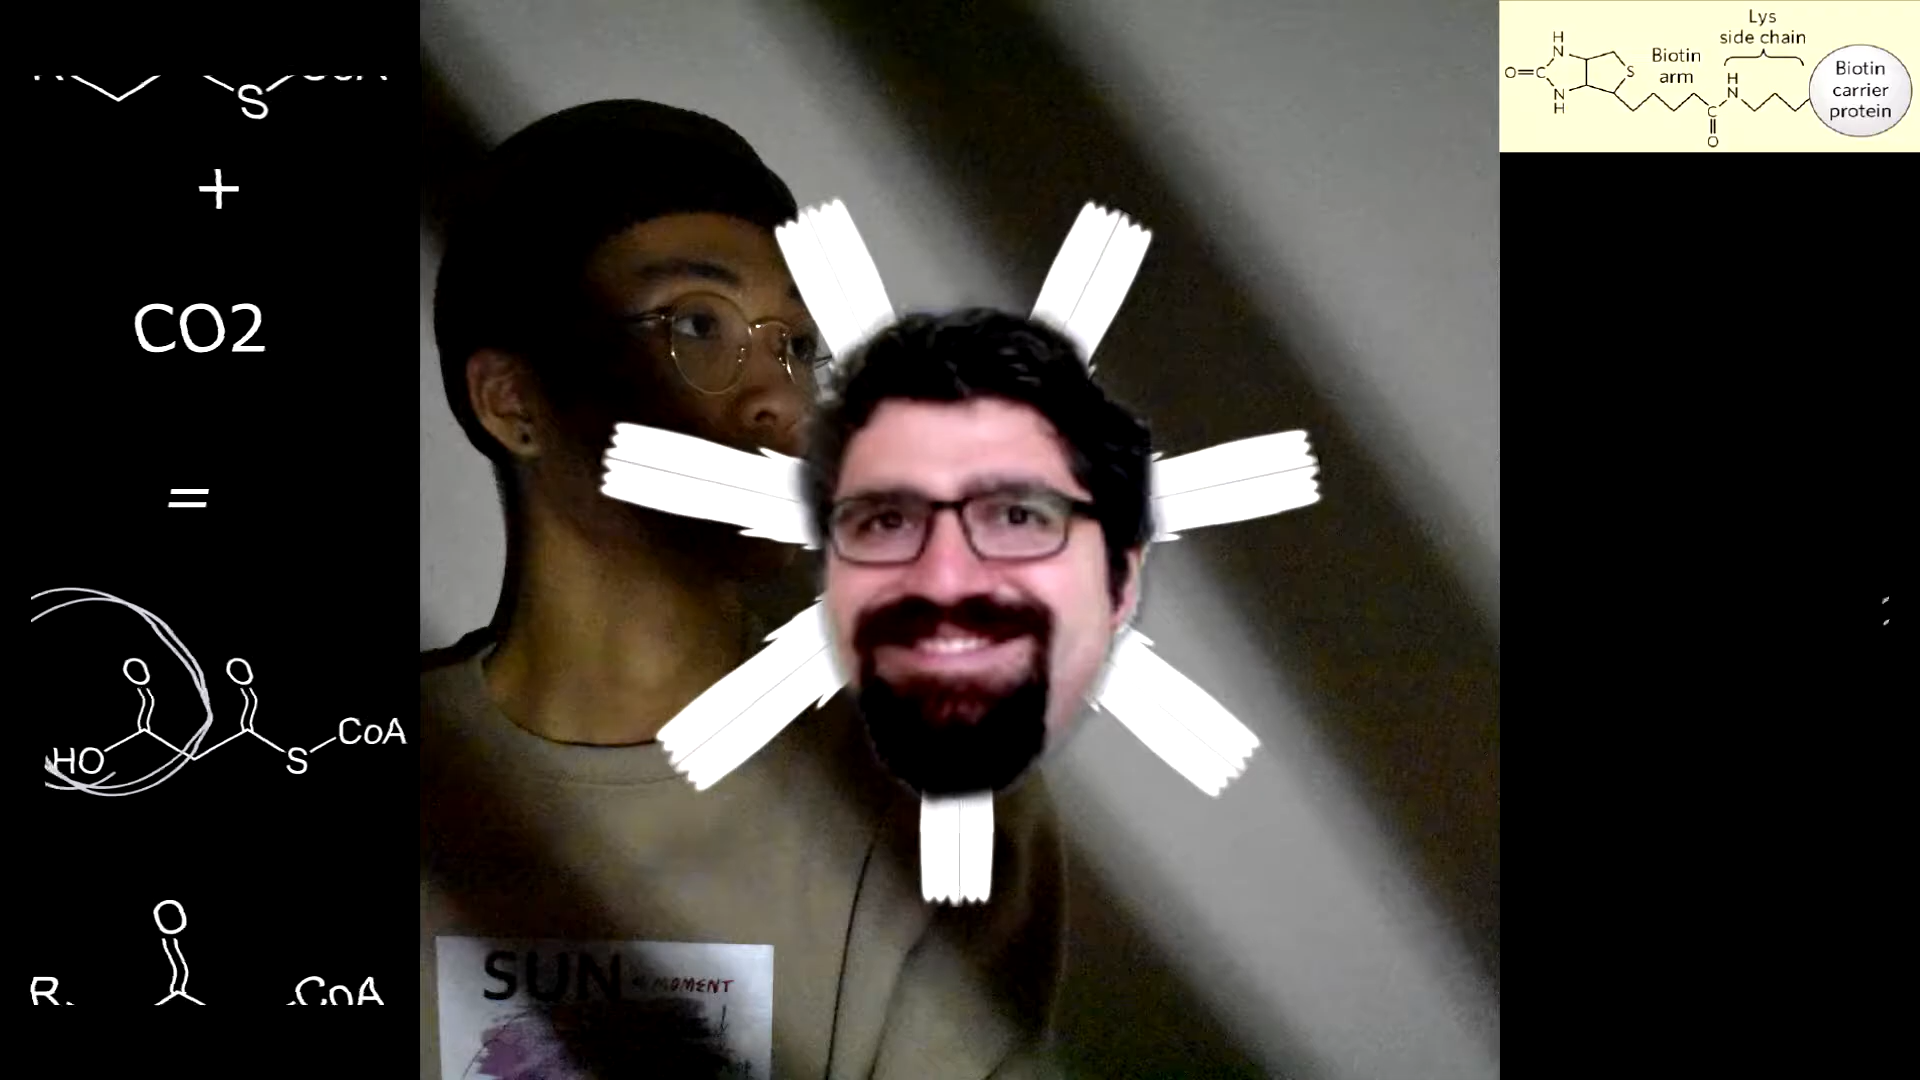 S
+
CO2
=
O O
HO S CoA
O
R CoA
H
N
O C S
N
H
Biotin
arm
Lys
side chain
H
N
C
O
Biotin
carrier
protein
SUN MOMENT